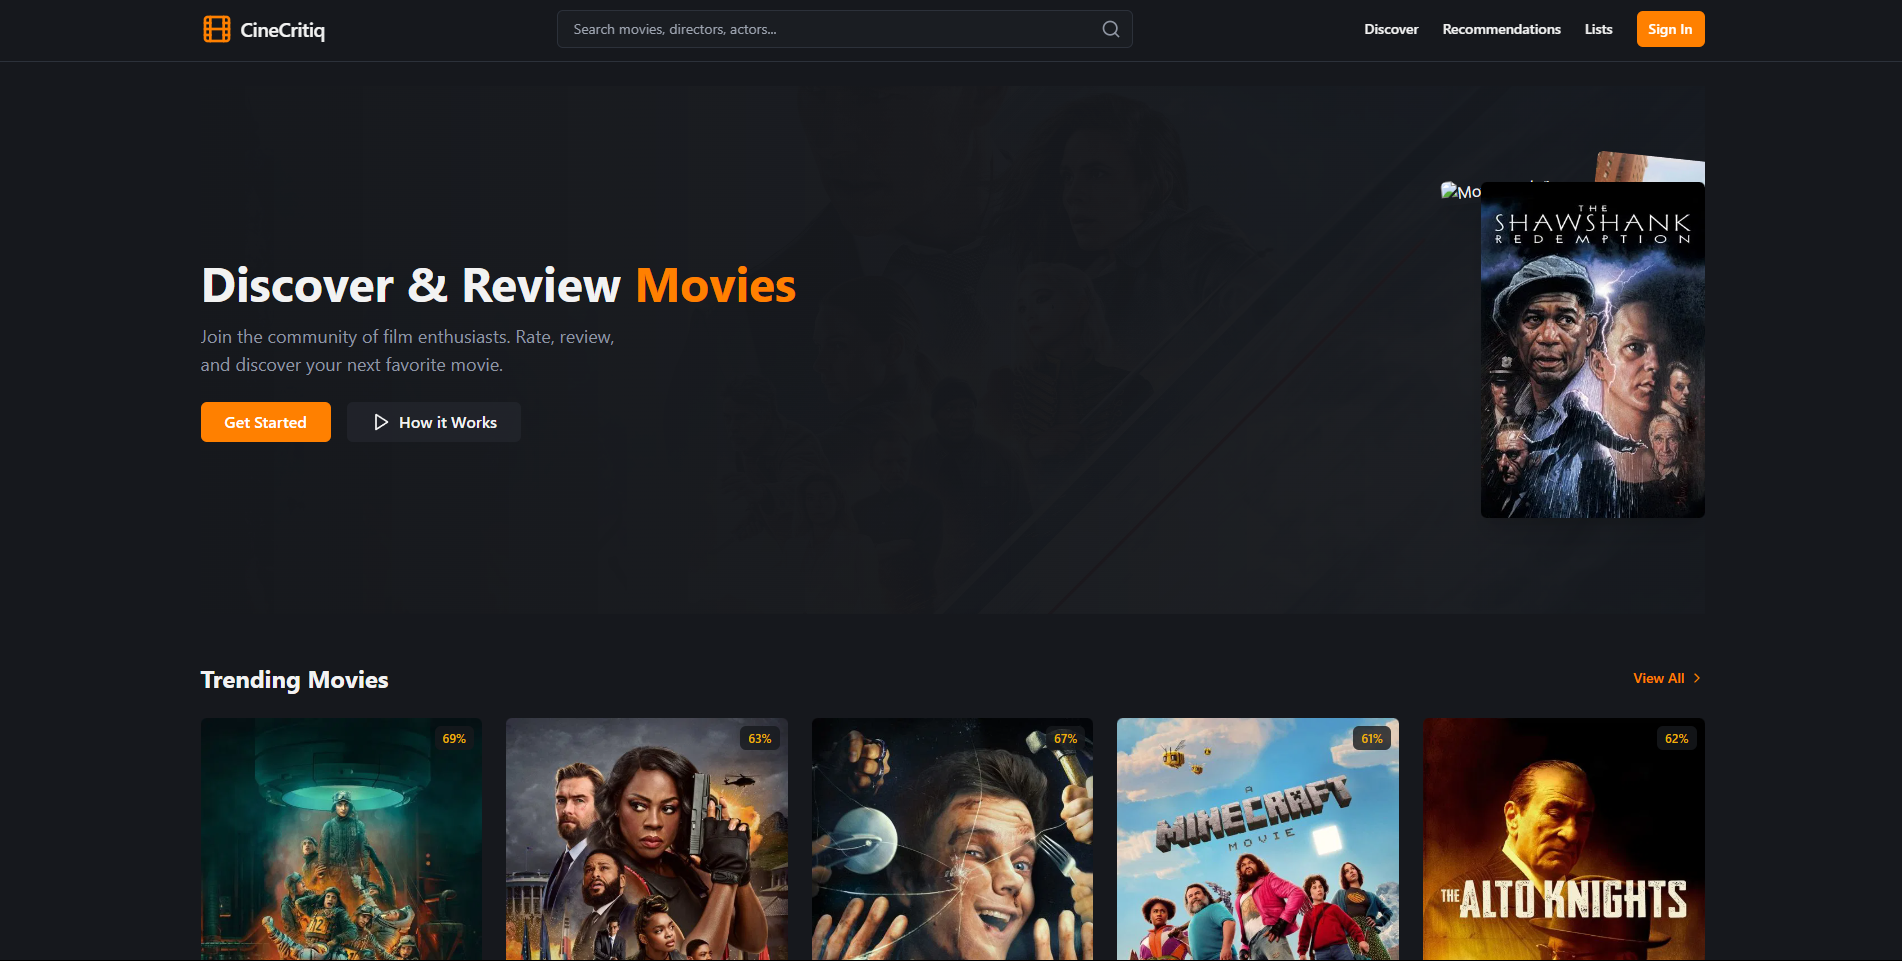 CineCritiq
Search movies, directors, actors...
Discover
Recommendations
Lists
Sign In
Mo
THE
SHAWSHANK
REDEMPTION
Discover & Review Movies
Join the community of film enthusiasts. Rate, review,
and discover your next favorite movie.
Get Started
How it Works
Trending Movies
View All
69%
63%
67%
61%
62%
A
MINECRAFT
MOVIE
THE ALTO KNIGHTS
12